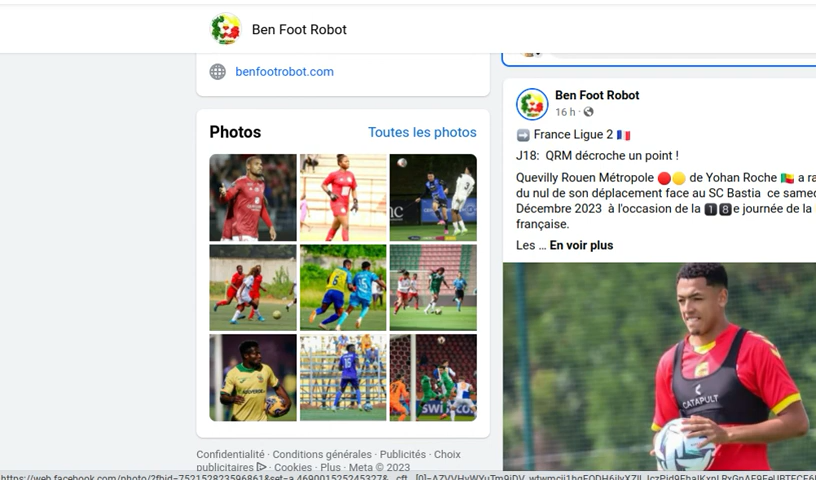 Ben Foot Robot
benfootrobot.com
Photos
Toutes les photos
Confidentialité · Conditions générales · Publicités · Choix
publicitaires · Cookies · Plus · Meta © 2023
Ben Foot Robot
16 h ·
➡️ France Ligue 2 🇫🇷
J18: QRM décroche un point !
Quevilly Rouen Métropole 🔴🟡 de Yohan Roche 🇧🇯 a ra
du nul de son déplacement face au SC Bastia ce same
Décembre 2023 à l'occasion de la 1️⃣8️⃣e journée de la
française.
Les … En voir plus
CATAPULT